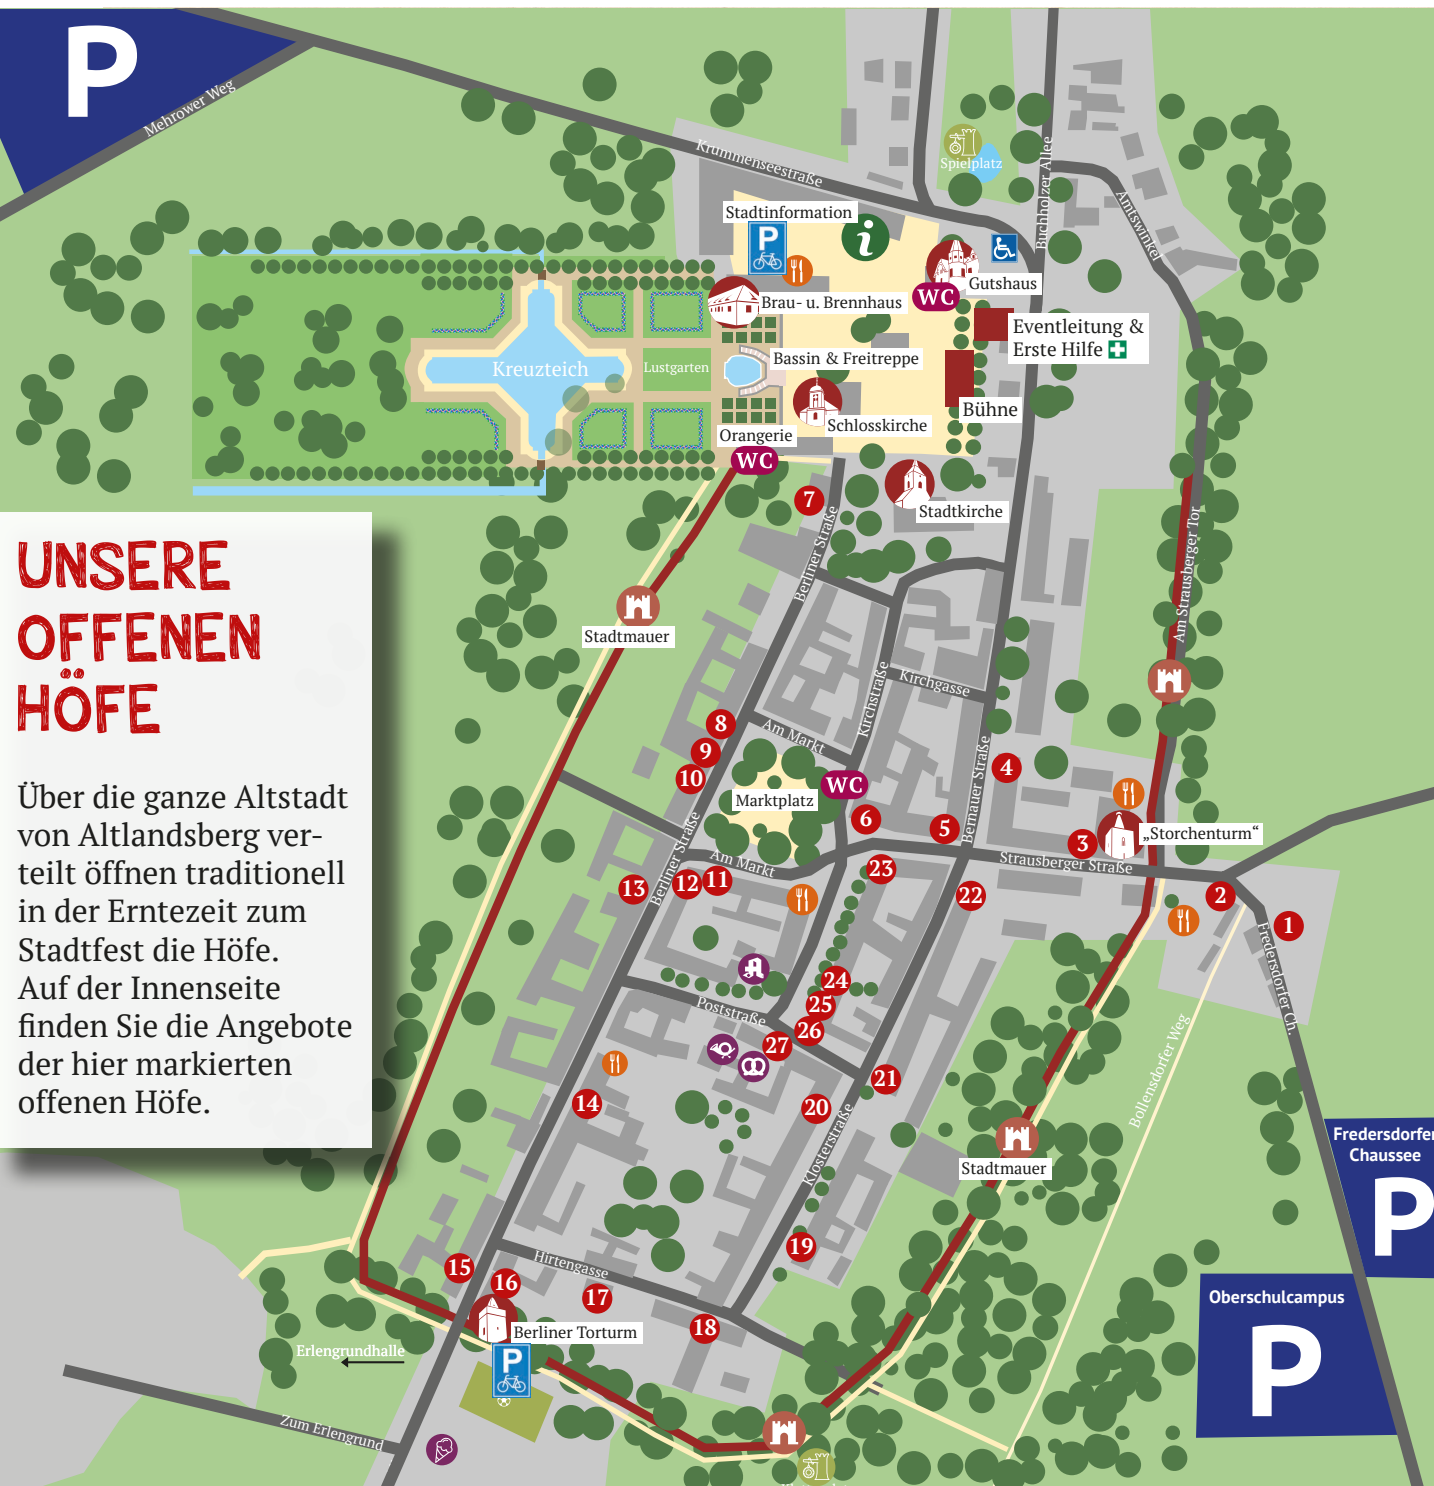 P
Mehrower Weg
Krummenseestraße
Spielplatz
Buchholzer Allee
Amtswinkel
Stadtinformation
P
i
Gutshaus
WC
Brau- u. Brennhaus
Eventleitung &
Erste Hilfe
Bassin & Freitreppe
Kreuzteich
Lustgarten
Bühne
Schlosskirche
Orangerie
WC
Stadtkirche
7
Berliner Straße
Am Strausberger Tor
UNSERE
OFFENEN
HÖFE
Über die ganze Altstadt
von Altlandsberg ver-
teilt öffnen traditionell
in der Erntezeit zum
Stadtfest die Höfe.
Auf der Innenseite
finden Sie die Angebote
der hier markierten
offenen Höfe.
Stadtmauer
Kirchgasse
Kirchstraße
8
Am Markt
9
10
4
Bernauer Straße
WC
Marktplatz
6
5
3
„Storchenturm“
Strausberger Straße
Berliner Straße
Am Markt
13
12
11
23
22
2
1
Fredersdorfer Ch.
24
25
Poststraße
26
27
21
14
20
Klosterstraße
Bollensdorfer Weg
Stadtmauer
Fredersdorfer
Chaussee
P
19
Hirtengasse
15
16
17
18
Berliner Torturm
P
Erlengrundhalle
Zum Erlengrund
Oberschulcampus
P